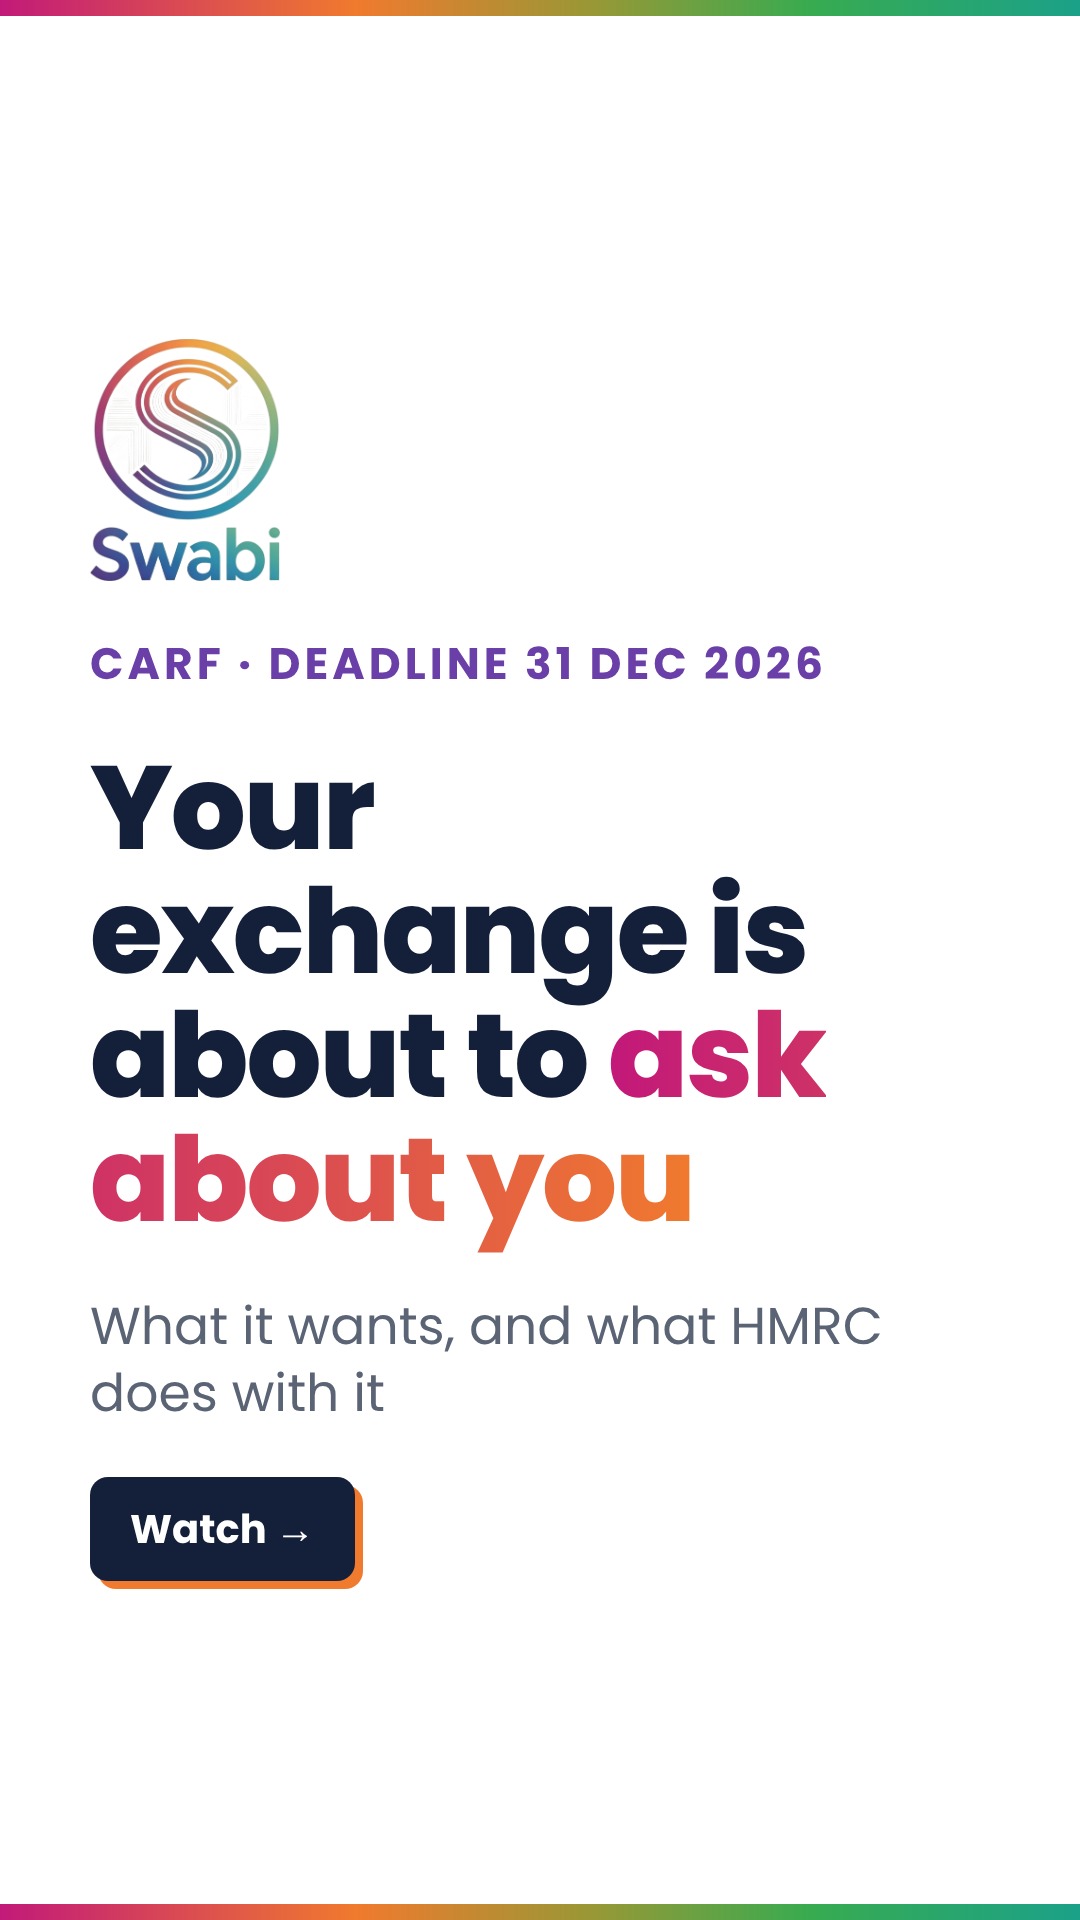 Swabi
CARF · DEADLINE 31 DEC 2026
Your
exchange is
about to ask
about you
What it wants, and what HMRC
does with it
Watch →